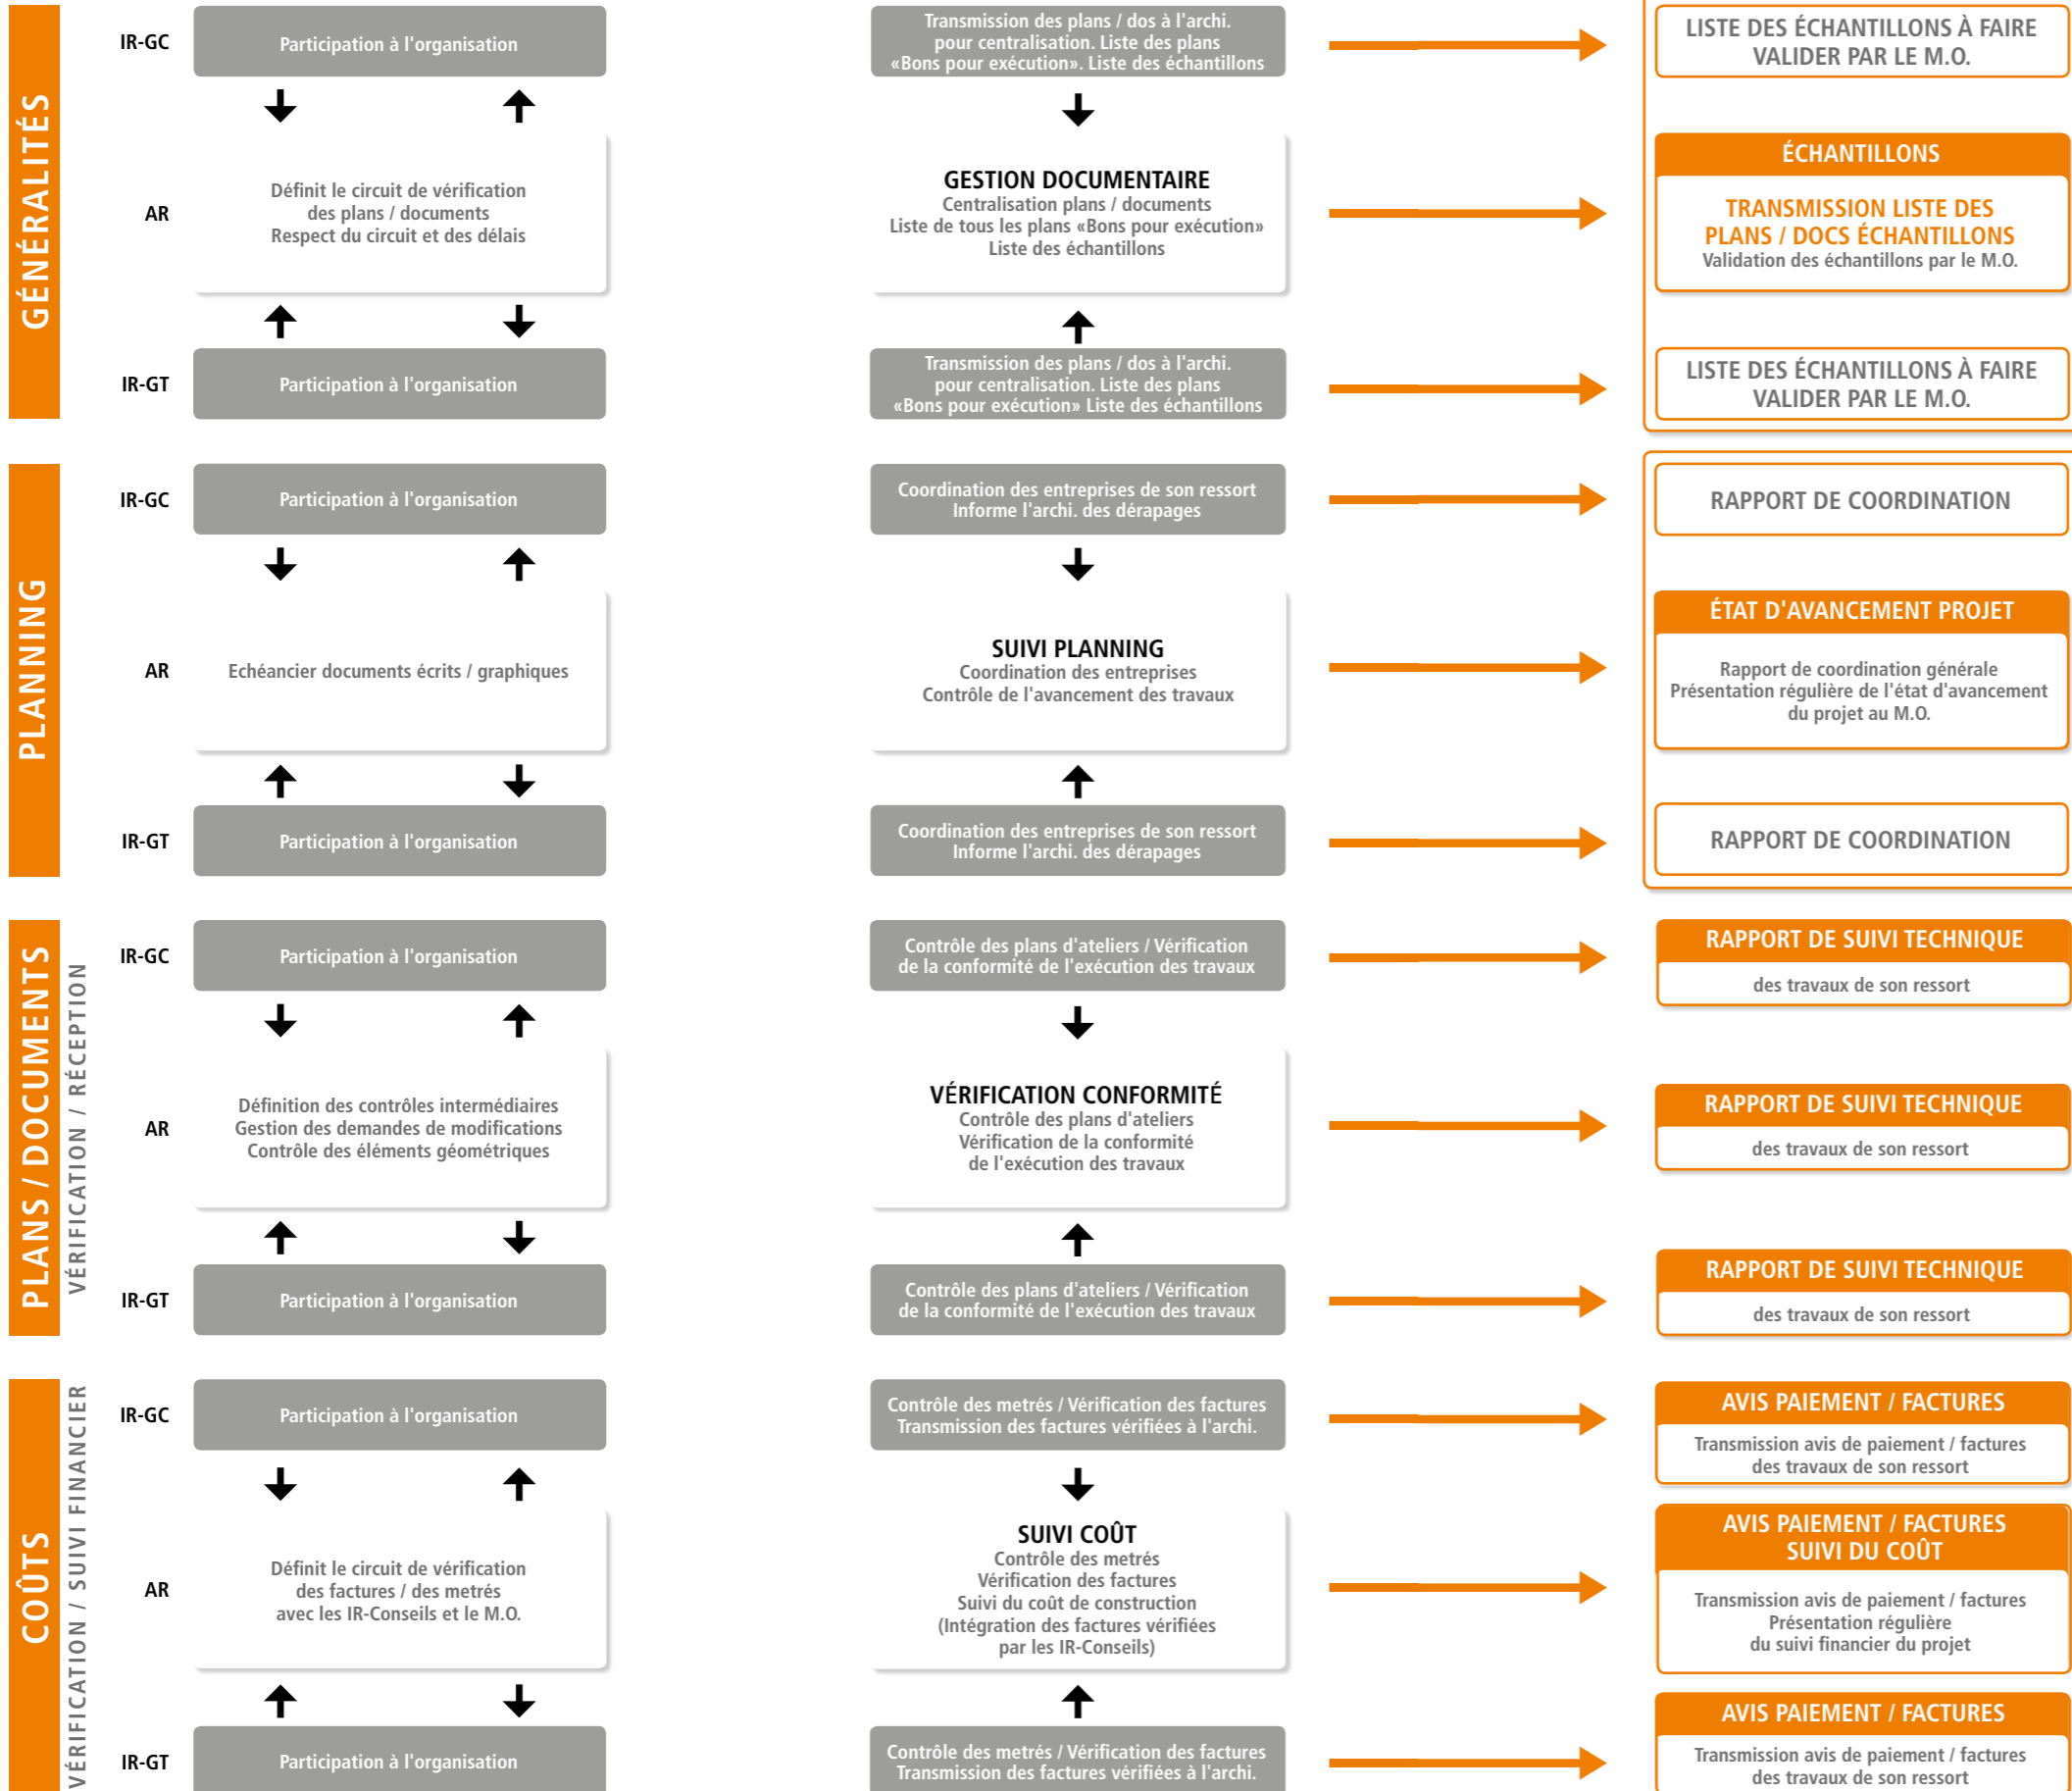 GÉNÉRALITÉS
IR-GC
Participation à l'organisation
Transmission des plans / dos à l'archi.
pour centralisation. Liste des plans
«Bons pour exécution». Liste des échantillons
LISTE DES ÉCHANTILLONS À FAIRE
VALIDER PAR LE M.O.
AR
Définit le circuit de vérification
des plans / documents
Respect du circuit et des délais
GESTION DOCUMENTAIRE
Centralisation plans / documents
Liste de tous les plans «Bons pour exécution»
Liste des échantillons
ÉCHANTILLONS
TRANSMISSION LISTE DES
PLANS / DOCS ÉCHANTILLONS
Validation des échantillons par le M.O.
IR-GT
Participation à l'organisation
Transmission des plans / dos à l'archi.
pour centralisation. Liste des plans
«Bons pour exécution» Liste des échantillons
LISTE DES ÉCHANTILLONS À FAIRE
VALIDER PAR LE M.O.
PLANNING
IR-GC
Participation à l'organisation
Coordination des entreprises de son ressort
Informe l'archi. des dérapages
RAPPORT DE COORDINATION
AR
Echéancier documents écrits / graphiques
SUIVI PLANNING
Coordination des entreprises
Contrôle de l'avancement des travaux
ÉTAT D'AVANCEMENT PROJET
Rapport de coordination générale
Présentation régulière de l'état d'avancement
du projet au M.O.
IR-GT
Participation à l'organisation
Coordination des entreprises de son ressort
Informe l'archi. des dérapages
RAPPORT DE COORDINATION
PLANS / DOCUMENTS
VÉRIFICATION / RÉCEPTION
IR-GC
Participation à l'organisation
Contrôle des plans d'ateliers / Vérification
de la conformité de l'exécution des travaux
RAPPORT DE SUIVI TECHNIQUE
des travaux de son ressort
AR
Définition des contrôles intermédiaires
Gestion des demandes de modifications
Contrôle des éléments géométriques
VÉRIFICATION CONFORMITÉ
Contrôle des plans d'ateliers
Vérification de la conformité
de l'exécution des travaux
RAPPORT DE SUIVI TECHNIQUE
des travaux de son ressort
IR-GT
Participation à l'organisation
Contrôle des plans d'ateliers / Vérification
de la conformité de l'exécution des travaux
RAPPORT DE SUIVI TECHNIQUE
des travaux de son ressort
COÛTS
VÉRIFICATION / SUIVI FINANCIER
IR-GC
Participation à l'organisation
Contrôle des metrés / Vérification des factures
Transmission des factures vérifiées à l'archi.
AVIS PAIEMENT / FACTURES
Transmission avis de paiement / factures
des travaux de son ressort
AR
Définit le circuit de vérification
des factures / des metrés
avec les IR-Conseils et le M.O.
SUIVI COÛT
Contrôle des metrés
Vérification des factures
Suivi du coût de construction
(Intégration des factures vérifiées
par les IR-Conseils)
AVIS PAIEMENT / FACTURES
SUIVI DU COÛT
Transmission avis de paiement / factures
Présentation régulière
du suivi financier du projet
IR-GT
Participation à l'organisation
Contrôle des metrés / Vérification des factures
Transmission des factures vérifiées à l'archi.
AVIS PAIEMENT / FACTURES
Transmission avis de paiement / factures
des travaux de son ressort